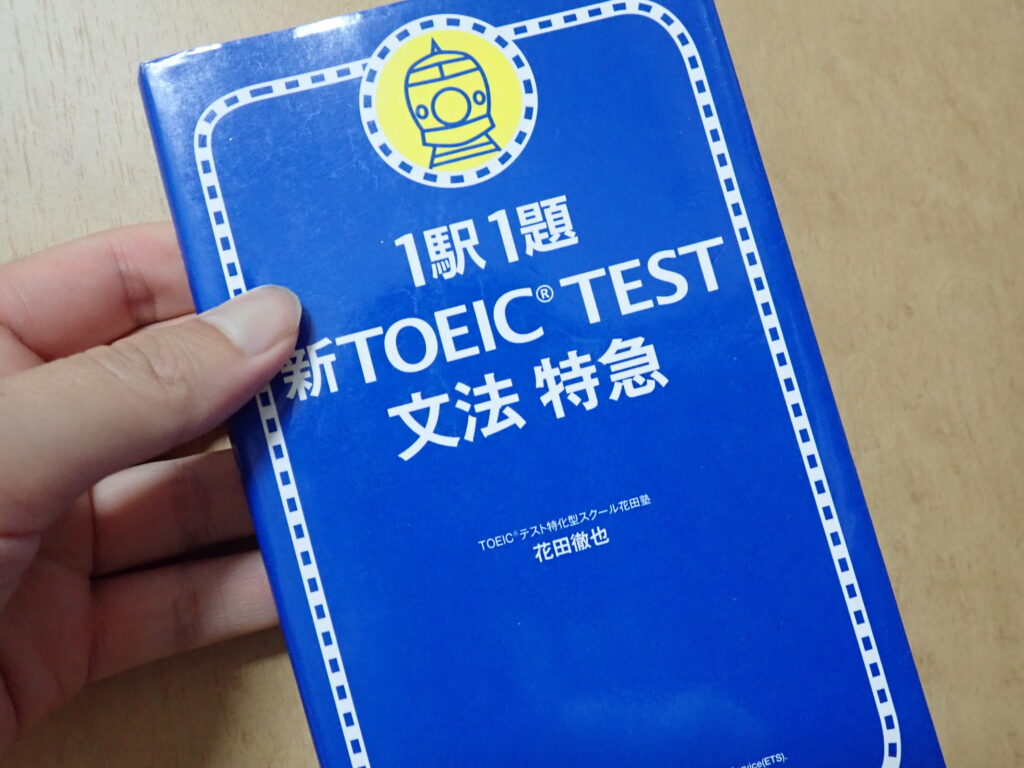 1駅1題
新TOEIC® TEST
文法 特急
TOEIC®テスト特化型スクール花田塾
花田徹也
(ETS).